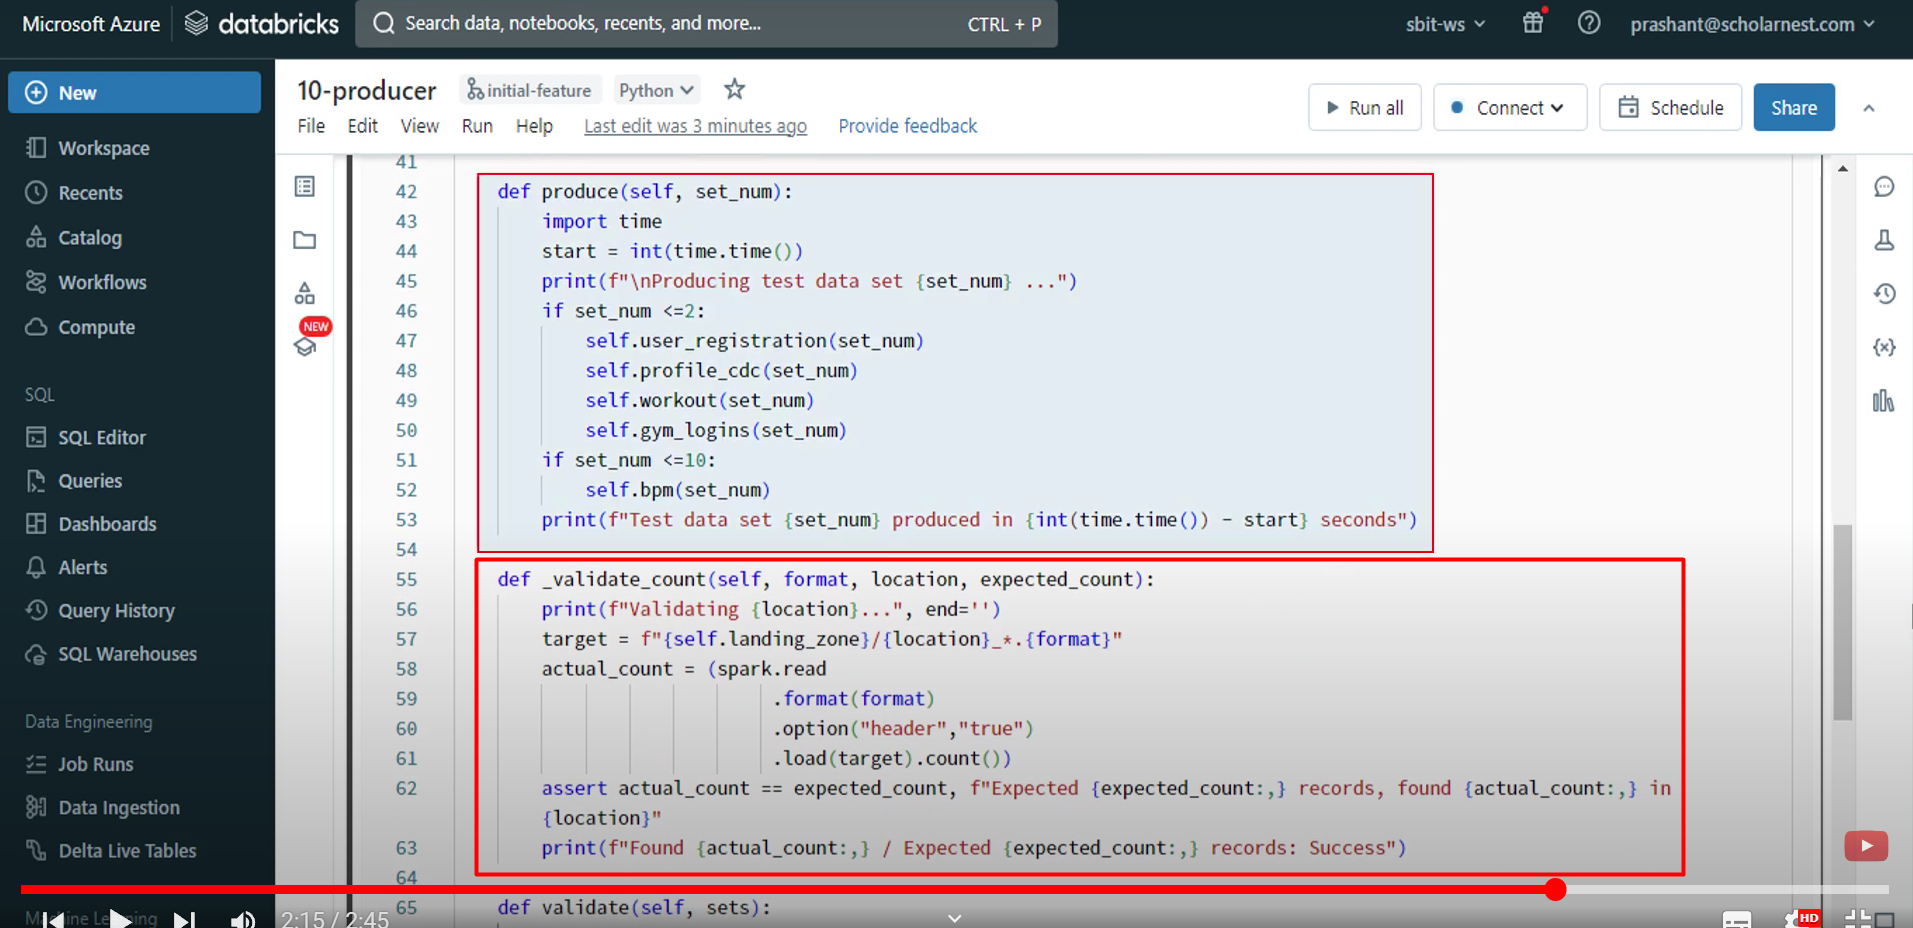 Microsoft Azure databricks Search data, notebooks, recents, and more... CTRL + P sbit-ws prashant@scholarnest.com
New
Workspace
Recents
Catalog
Workflows
Compute
SQL
SQL Editor
Queries
Dashboards
Alerts
Query History
SQL Warehouses
Data Engineering
Job Runs
Data Ingestion
Delta Live Tables
Machine Learning
10-producer initial-feature Python
File Edit View Run Help Last edit was 3 minutes ago Provide feedback
Run all Connect Schedule Share
NEW
41
42 def produce(self, set_num):
43 import time
44 start = int(time.time())
45 print(f"\nProducing test data set {set_num} ...")
46 if set_num <=2:
47 self.user_registration(set_num)
48 self.profile_cdc(set_num)
49 self.workout(set_num)
50 self.gym_logins(set_num)
51 if set_num <=10:
52 self.bpm(set_num)
53 print(f"Test data set {set_num} produced in {int(time.time()) - start} seconds")
54
55 def _validate_count(self, format, location, expected_count):
56 print(f"Validating {location}...", end='')
57 target = f"{self.landing_zone}/{location}_*.{format}"
58 actual_count = (spark.read
59 .format(format)
60 .option("header","true")
61 .load(target).count())
62 assert actual_count == expected_count, f"Expected {expected_count:,} records, found {actual_count:,} in
{location}"
63 print(f"Found {actual_count:,} / Expected {expected_count:,} records: Success")
64
65 def validate(self, sets):
2:15 / 2:45
HD